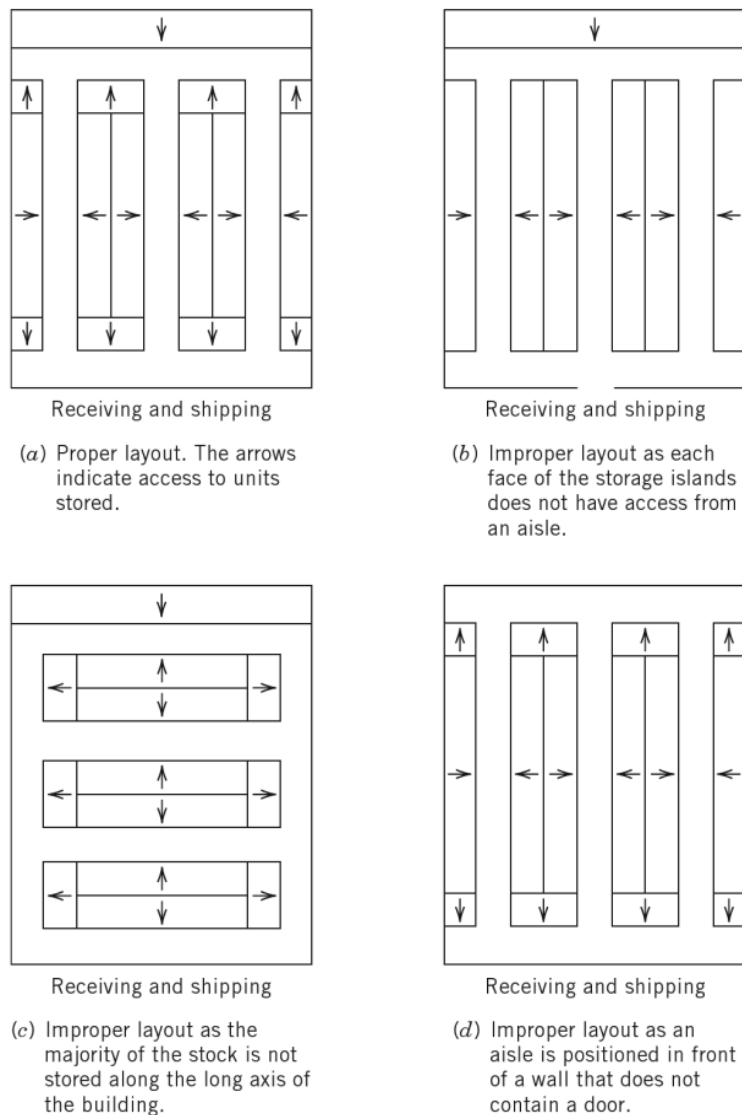 Receiving and shipping
(a) Proper layout. The arrows
indicate access to units
stored.
Receiving and shipping
(b) Improper layout as each
face of the storage islands
does not have access from
an aisle.
Receiving and shipping
(c) Improper layout as the
majority of the stock is not
stored along the long axis of
the building.
Receiving and shipping
(d) Improper layout as an
aisle is positioned in front
of a wall that does not
contain a door.